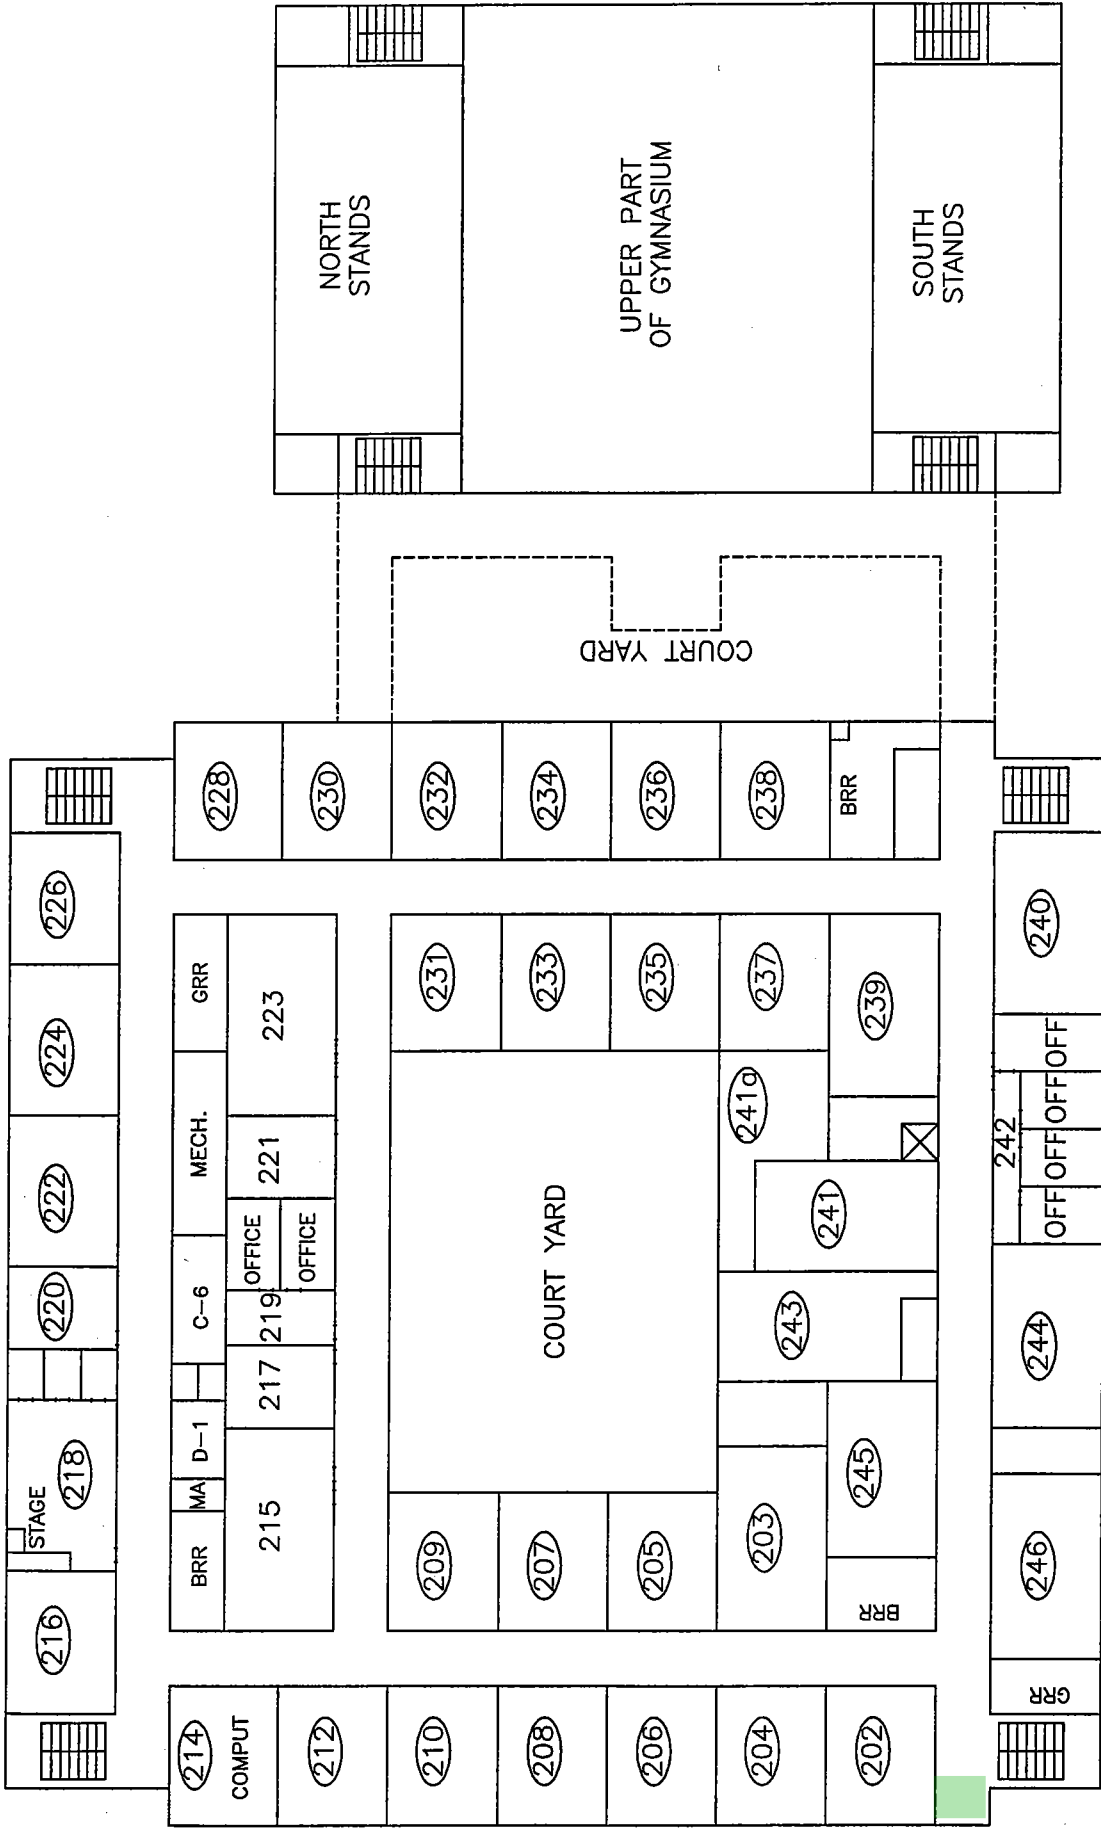 NORTH
STANDS
UPPER PART
OF GYMNASIUM
SOUTH
STANDS
COURT YARD
228
230
232
234
236
238
BRR
226
224
222
220
218
STAGE
216
GRR
MECH.
C-6
D-1
MA
BRR
223
221
OFFICE
OFFICE
219
217
215
231
233
235
237
239
241a
241
243
245
203
BRR
COURT YARD
209
207
205
240
OFF
242
OFF
OFF
OFF
244
246
GRR
214
COMPUT
212
210
208
206
204
202